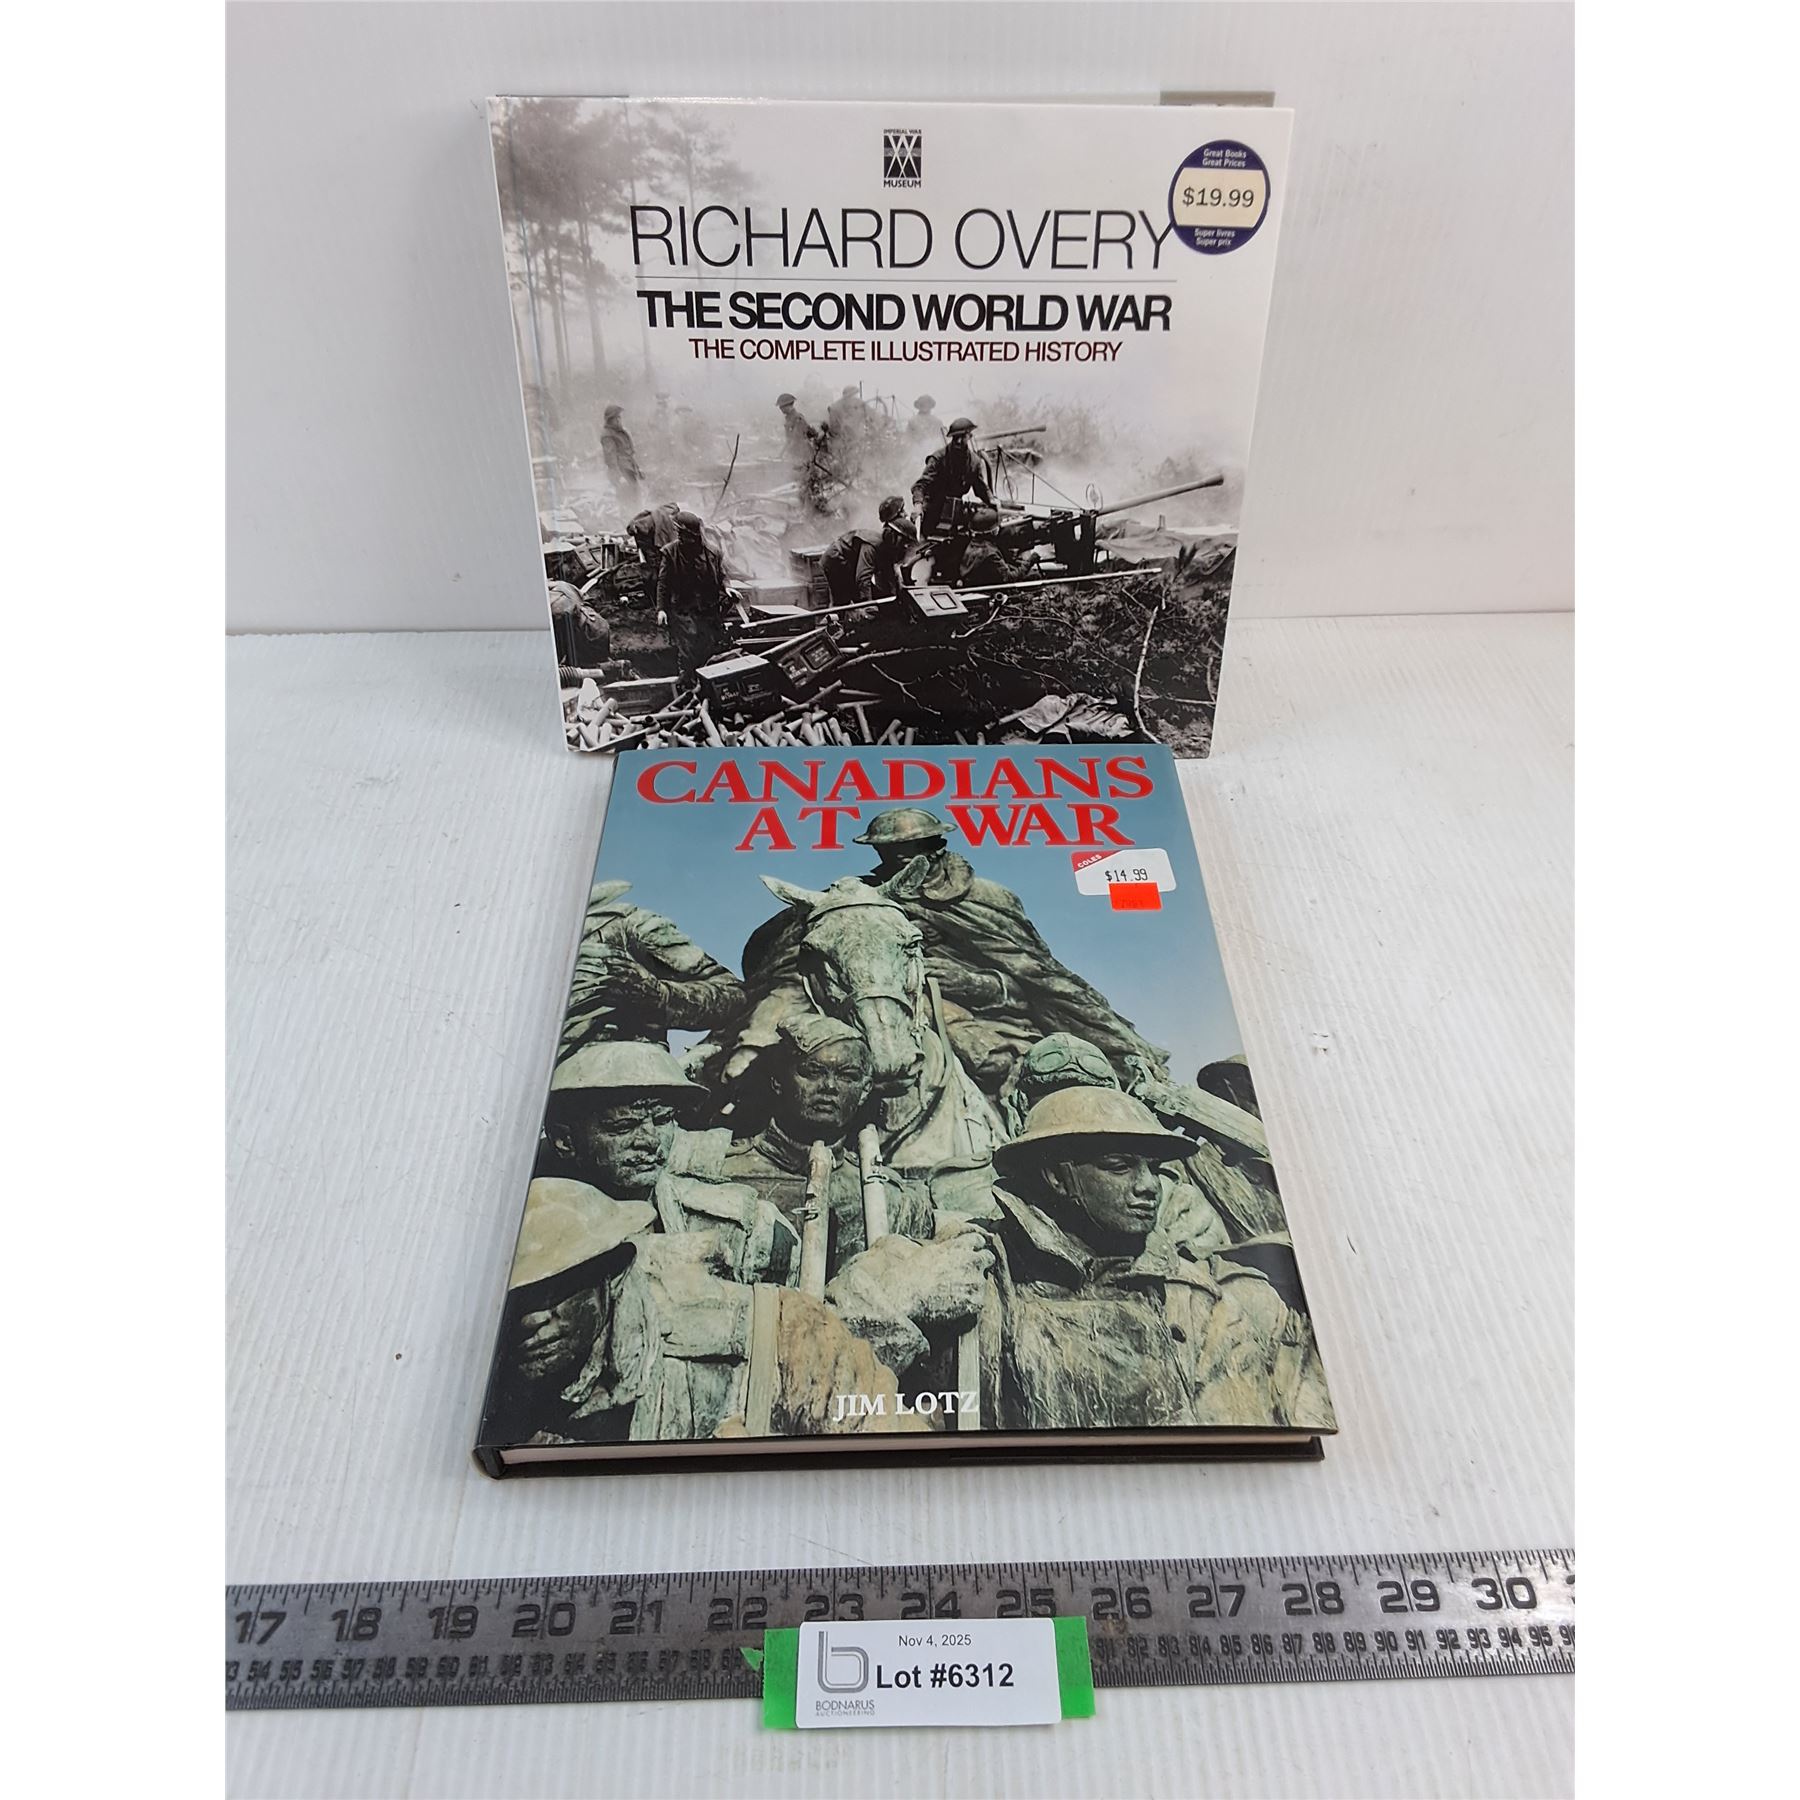 IMPERIAL WAR
MUSEUM
Great Books
Great Prices
$19.99
Super livres
Super prix
RICHARD OVERY
THE SECOND WORLD WAR
THE COMPLETE ILLUSTRATED HISTORY
CANADIANS
AT WAR
COLES
$14.99
JIM LOTZ
17 18 19 20 21 22 23 24 25 26 27 28 29 30
Nov 4, 2025
Lot #6312
BODNARUS
AUCTIONEERING